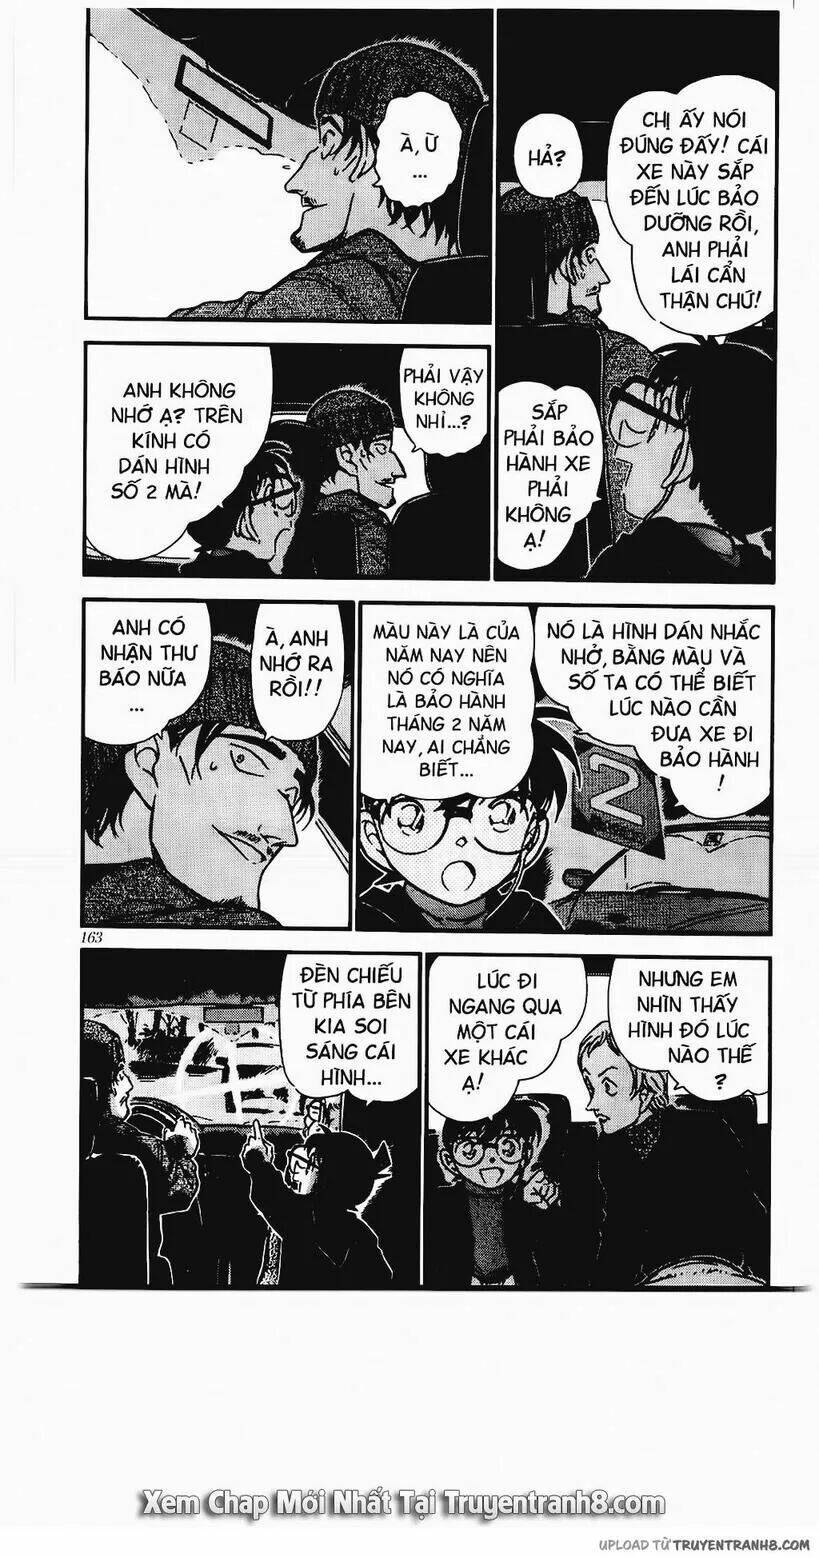 CHỊ ẤY NÓI
ĐÚNG ĐẤY! CÁI
XE NÀY SẮP
ĐẾN LÚC BẢO
DƯỠNG RỒI,
ANH PHẢI
LÁI CẨN
THẬN CHỨ!
HẢ?
SẮP
PHẢI BẢO
HÀNH XE
PHẢI
KHÔNG
Ạ!
À, Ừ
...
PHẢI VẬY
KHÔNG
NHỈ...?
ANH KHÔNG
NHỚ Ạ? TRÊN
KÍNH CÓ
DÁN HÌNH
SỐ 2 MÀ!
NÓ LÀ HÌNH DÁN NHẮC
NHỞ, BẰNG MÀU VÀ
SỐ TA CÓ THỂ BIẾT
LÚC NÀO CẦN
ĐƯA XE ĐI
BẢO HÀNH
!
2
MÀU NÀY LÀ CỦA
NĂM NAY NÊN
NÓ CÓ NGHĨA
LÀ BẢO HÀNH
THÁNG 2 NĂM
NAY, AI CHẲNG
BIẾT...
À, ANH
NHỚ RA
RỒI!!
ANH CÓ
NHẬN THƯ
BÁO NỮA
...
163
NHƯNG EM
NHÌN THẤY
HÌNH ĐÓ LÚC
NÀO THẾ
?
LÚC ĐI
NGANG QUA
MỘT CÁI
XE KHÁC
Ạ!
ĐÈN CHIẾU
TỪ PHÍA BÊN
KIA SOI
SÁNG CÁI
HÌNH...
Xem Chap Mới Nhất Tại Truyentranh8.com
UPLOAD TỪ TRUYENTRANH8.COM